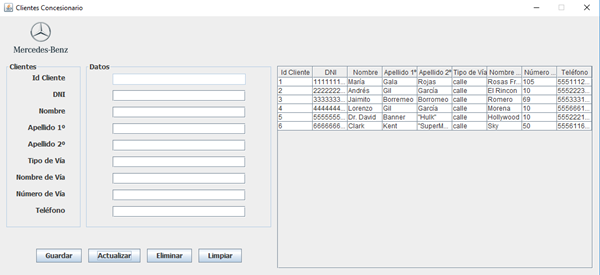 Clientes Concesionario
Mercedes-Benz
Clientes
Id Cliente
DNI
Nombre
Apellido 1º
Apellido 2º
Tipo de Vía
Nombre de Vía
Número de Vía
Teléfono
Datos
Guardar Actualizar Eliminar Limpiar
Id Cliente DNI Nombre Apellido 1º Apellido 2º Tipo de Vía Nombre ... Número ... Teléfono
1 1111111... María Gala Rojas calle Rosas Fr... 105 5551112...
2 2222222... Andrés Gil García calle El Rincon 10 5552223...
3 3333333... Jaimito Borremeo Borromeo calle Romero 69 5553331...
4 4444444... Lorenzo Gil García calle Morena 10 5556661...
5 5555555... Dr. David Banner "Hulk" calle Hollywood 10 5552221...
6 6666666... Clark Kent "SuperM... calle Sky 50 5556116...